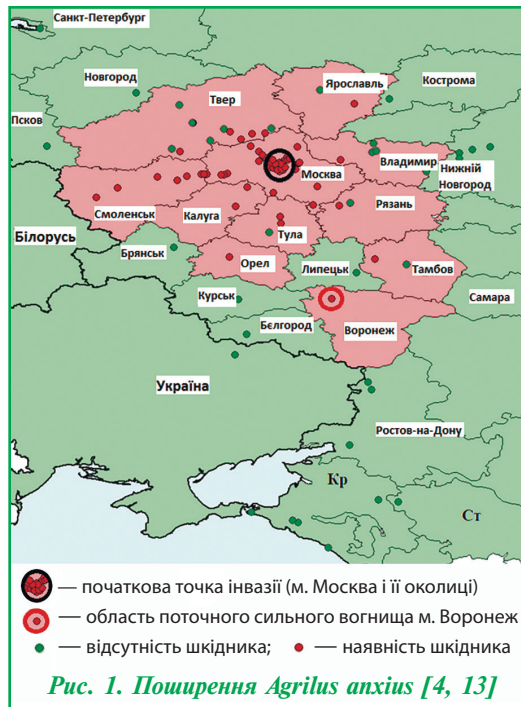 Санкт-Петербург
Новгород
Ярославль
Кострома
Твер
Псков
Владимир
Москва
Нижній
Новгород
Смоленськ
Калуга
Рязань
Тула
Білорусь
Брянськ
Орел
Липецьк
Тамбов
Курськ
Самара
Бєлгород
Воронеж
Україна
Ростов-на-Дону
Кр
Ст
— початкова точка інвазії (м. Москва і її околиці)
— область поточного сильного вогнища м. Воронеж
— відсутність шкідника; — наявність шкідника
Рис. 1. Поширення Agrilus anxius [4, 13]